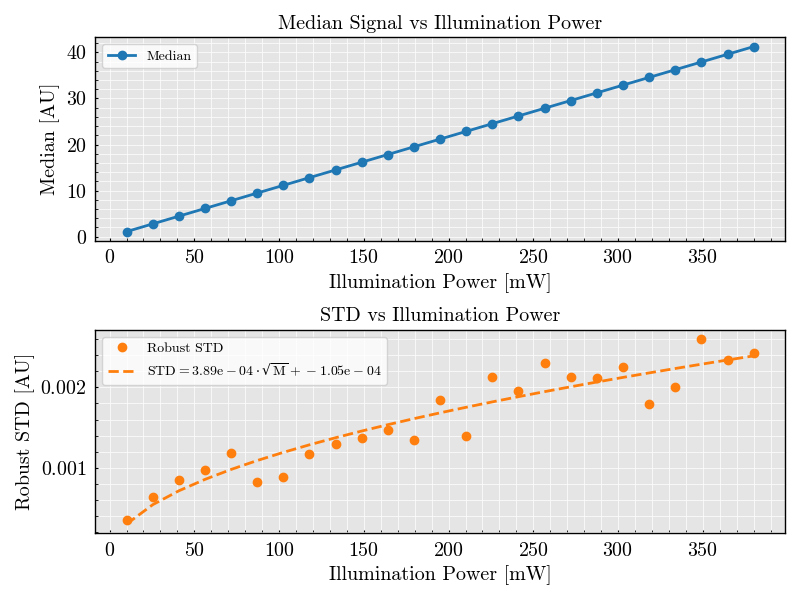 Median Signal vs Illumination Power
Median [AU]
40
30
20
10
0
Median
0 50 100 150 200 250 300 350
Illumination Power [mW]
STD vs Illumination Power
Robust STD [AU]
0.002
0.001
Robust STD
STD = 3.89e − 04 · √M + −1.05e − 04
0 50 100 150 200 250 300 350
Illumination Power [mW]